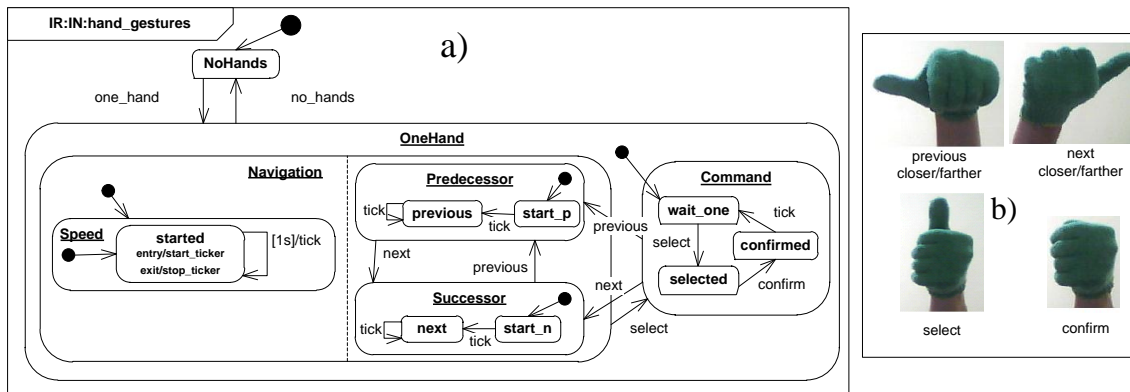 IR:IN:hand_gestures
a)
NoHands
one_hand
no_hands
OneHand
Navigation
Speed
started
entry/start_ticker
exit/stop_ticker
[1s]/tick
Predecessor
tick
previous
tick
start_p
next
previous
Successor
tick
next
tick
start_n
previous
next
select
Command
wait_one
tick
select
confirmed
selected
confirm
previous
closer/farther
next
closer/farther
b)
select
confirm